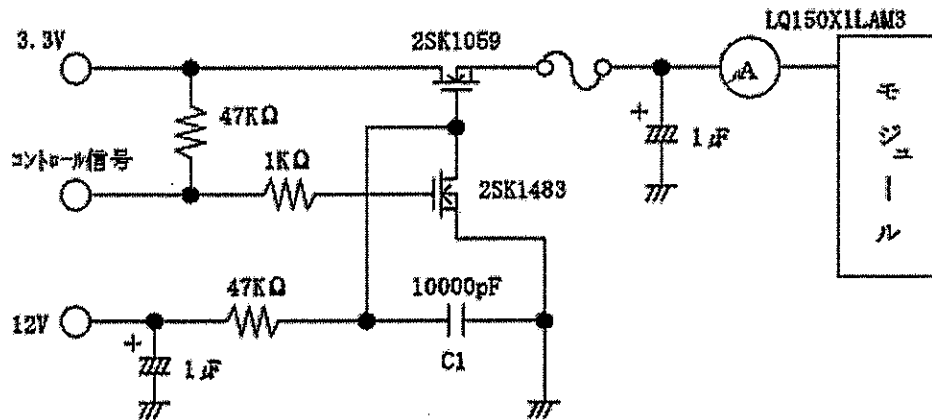 LQ150X1LAM3
3.3V
2SK1059
A
47KΩ
1μF
モジュール
コントロール信号
1KΩ
2SK1483
12V
47KΩ
10000pF
1μF
C1